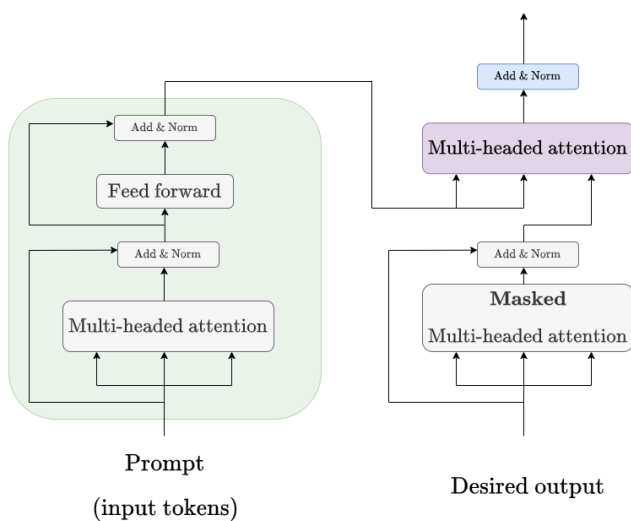 Add & Norm
Feed forward
Add & Norm
Multi-headed attention
Prompt
(input tokens)
Add & Norm
Multi-headed attention
Add & Norm
Masked
Multi-headed attention
Desired output